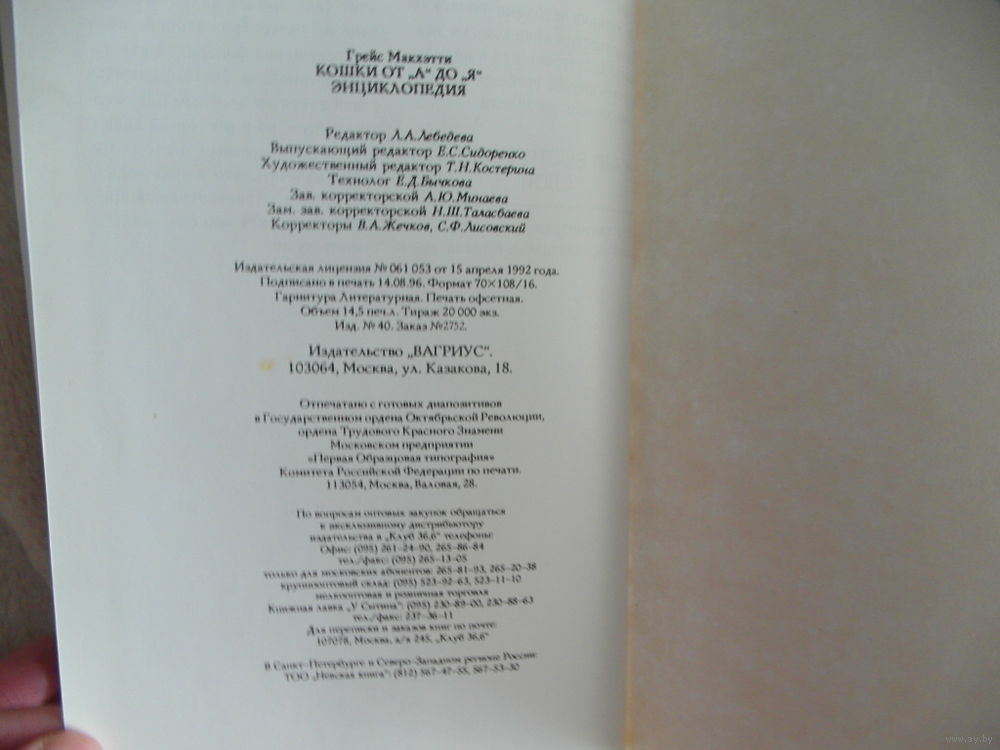 Грейс Макхэтти
КОШКИ ОТ „А“ ДО „Я“
ЭНЦИКЛОПЕДИЯ
Редактор Л.А.Лебедева
Выпускающий редактор Е.С.Сидоренко
Художественный редактор Т.Н.Костерина
Технолог Е.Д.Бычкова
Зав. корректорской А.Ю.Минаева
Зам. зав. корректорской Н.Ш.Таласбаева
Корректоры В.А.Жечков, С.Ф.Лисовский
Издательская лицензия № 061 053 от 15 апреля 1992 года.
Подписано в печать 14.08.96. Формат 70×108/16.
Гарнитура Литературная. Печать офсетная.
Объем 14,5 печ.л. Тираж 20 000 экз.
Изд. № 40. Заказ №2752.
Издательство „ВАГРИУС“.
103064, Москва, ул. Казакова, 18.
Отпечатано с готовых диапозитивов
в Государственном ордена Октябрьской Революции,
ордена Трудового Красного Знамени
Московском предприятии
«Первая Образцовая типография»
Комитета Российской Федерации по печати.
113054, Москва, Валовая, 28.
По вопросам оптовых закупок обращаться
к эксклюзивному дистрибьютору
издательства в „Клуб 36,6“ телефоны:
Офис: (095) 261-24-90, 265-86-84
тел./факс: (095) 265-13-05
только для московских абонентов: 265-81-93, 265-20-38
крупнооптовый склад: (095) 523-92-63, 523-11-10
мелкооптовая и розничная торговля
Книжная лавка „У Сытина“: (095) 230-89-00, 230-88-63
тел./факс: 237-36-11
Для переписки и заказов книг по почте:
107078, Москва, а/я 245, „Клуб 36,6“
В Санкт-Петербурге и Северо-Западном регионе России:
ТОО „Невская книга“: (812) 567-47-55, 567-53-30
www.ay.by